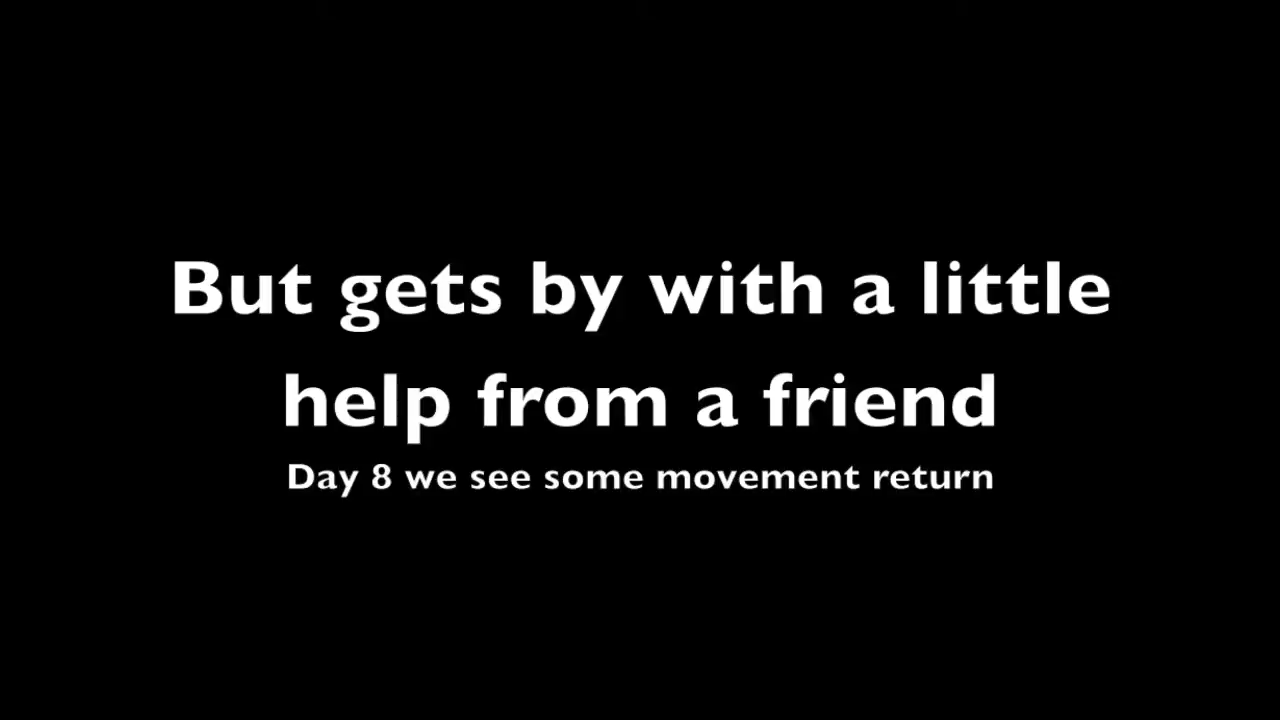 But gets by with a little
help from a friend
Day 8 we see some movement return